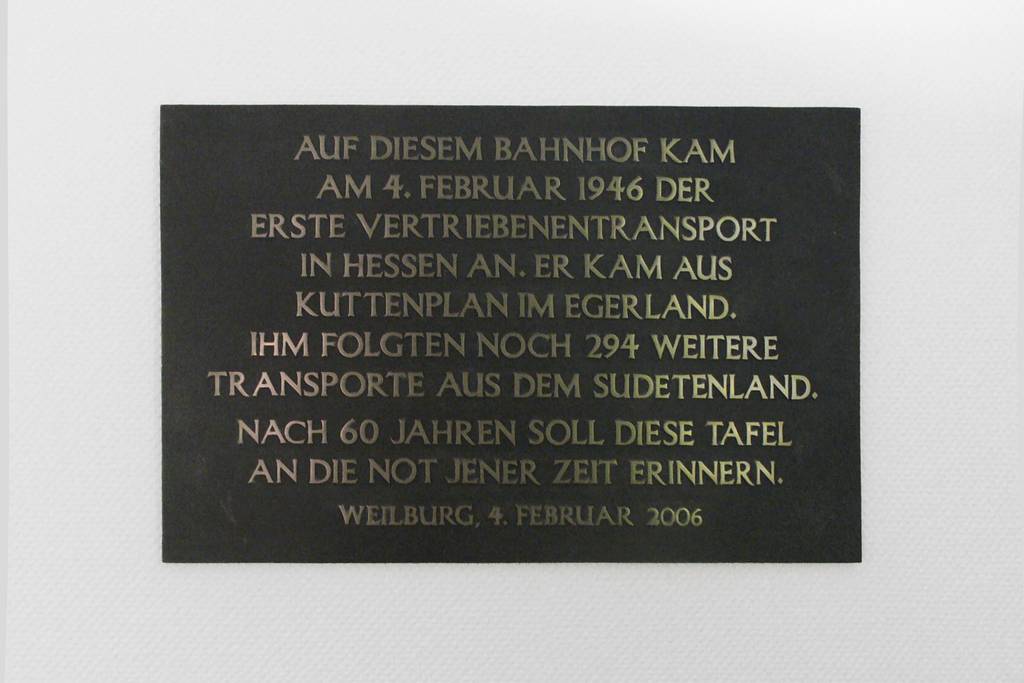 AUF DIESEM BAHNHOF KAM
AM 4. FEBRUAR 1946 DER
ERSTE VERTRIEBENENTRANSPORT
IN HESSEN AN. ER KAM AUS
KUTTENPLAN IM EGERLAND.
IHM FOLGTEN NOCH 294 WEITERE
TRANSPORTE AUS DEM SUDETENLAND.
NACH 60 JAHREN SOLL DIESE TAFEL
AN DIE NOT JENER ZEIT ERINNERN.
WEILBURG, 4. FEBRUAR 2006